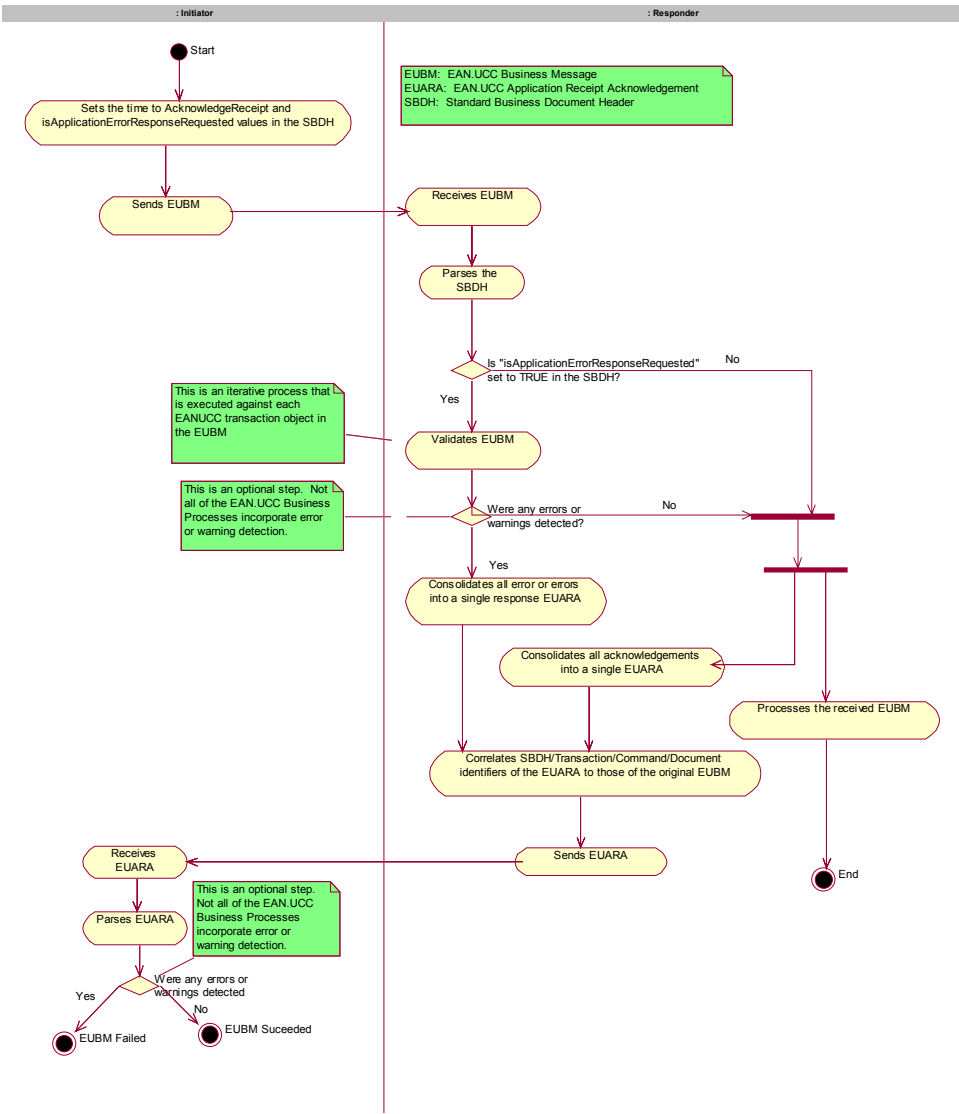 : Initiator
: Responder
Start
EUBM: EAN.UCC Business Message
EUARA: EAN.UCC Application Receipt Acknowledgement
SBDH: Standard Business Document Header
Sets the time to AcknowledgeReceipt and
isApplicationErrorResponseRequested values in the SBDH
Sends EUBM
Receives EUBM
Parses the
SBDH
Is "isApplicationErrorResponseRequested"
set to TRUE in the SBDH?
No
Yes
This is an iterative process that
is executed against each
EANUCC transaction object in
the EUBM
Validates EUBM
This is an optional step. Not
all of the EAN.UCC Business
Processes incorporate error
or warning detection.
Were any errors or
warnings detected?
No
Yes
Consolidates all error or errors
into a single response EUARA
Consolidates all acknowledgements
into a single EUARA
Processes the received EUBM
Correlates SBDH/Transaction/Command/Document
identifiers of the EUARA to those of the original EUBM
Sends EUARA
End
Receives
EUARA
This is an optional step.
Not all of the EAN.UCC
Business Processes
incorporate error or
warning detection.
Parses EUARA
Were any errors or
warnings detected
Yes
No
EUBM Failed
EUBM Suceeded